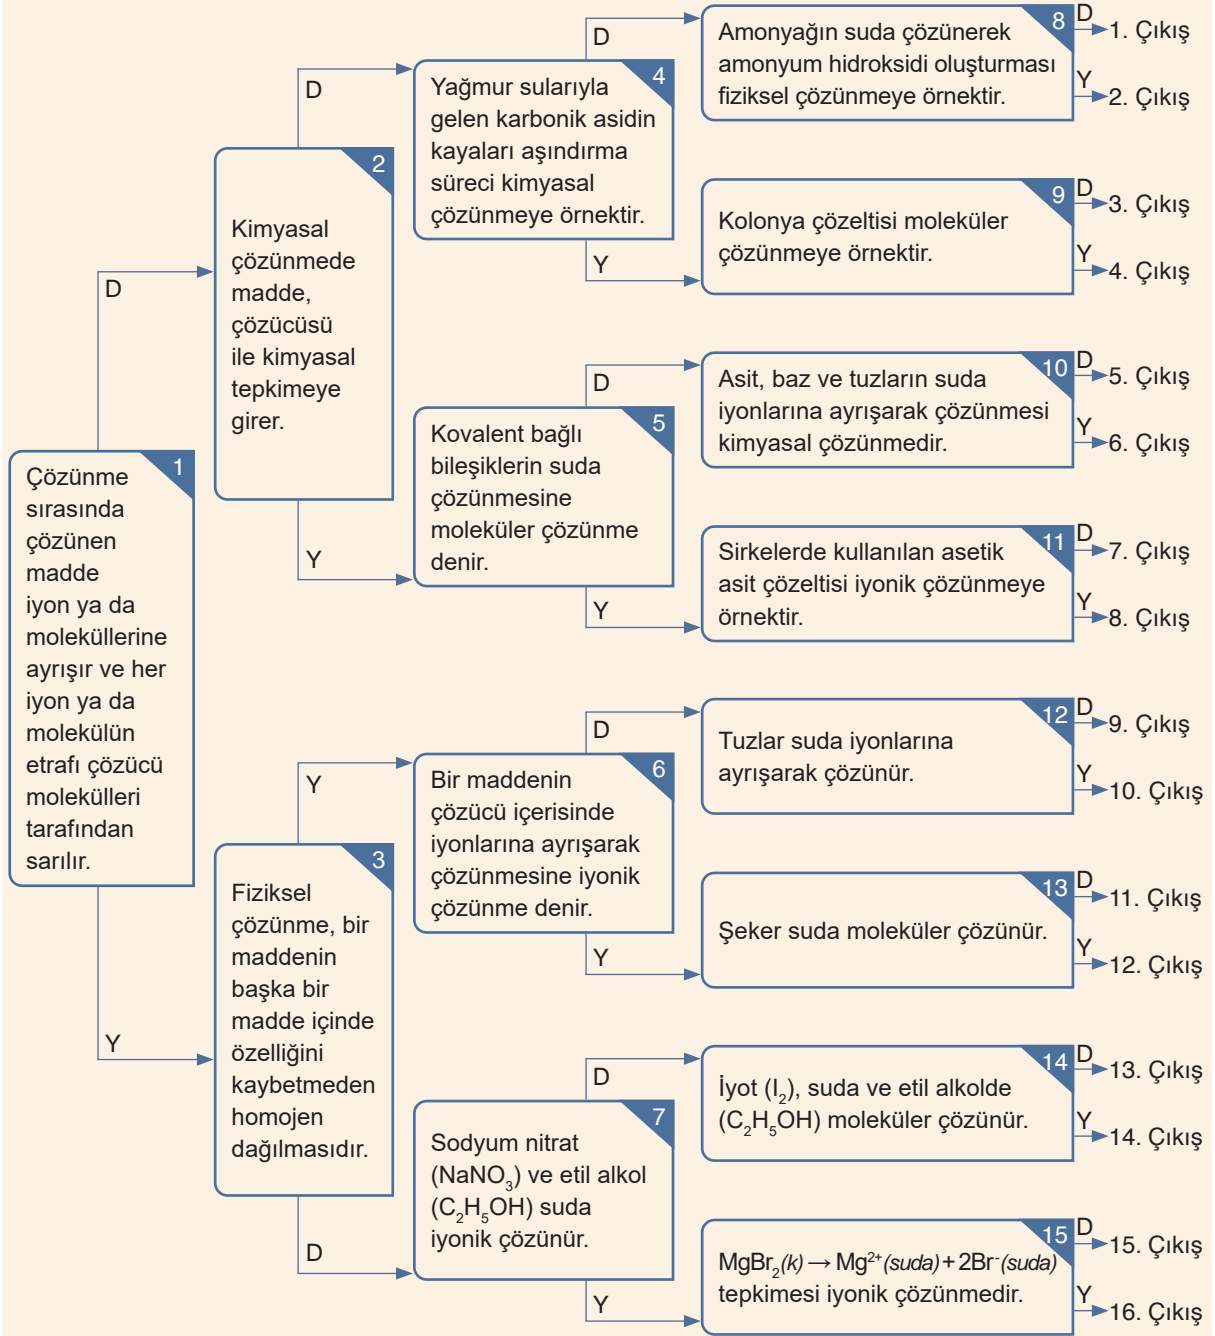 1
Çözünme
sırasında
çözünen
madde
iyon ya da
moleküllerine
ayrışır ve her
iyon ya da
molekülün
etrafı çözücü
molekülleri
tarafından
sarılır.
D
Y
2
Kimyasal
çözünmede
madde,
çözücüsü
ile kimyasal
tepkimeye
girer.
D
Y
3
Fiziksel
çözünme, bir
maddenin
başka bir
madde içinde
özelliğini
kaybetmeden
homojen
dağılmasıdır.
Y
D
4
Yağmur sularıyla
gelen karbonik asidin
kayaları aşındırma
süreci kimyasal
çözünmeye örnektir.
D
Y
5
Kovalent bağlı
bileşiklerin suda
çözünmesine
moleküler çözünme
denir.
D
Y
6
Bir maddenin
çözücü içerisinde
iyonlarına ayrışarak
çözünmesine iyonik
çözünme denir.
D
Y
7
Sodyum nitrat
(NaNO₃) ve etil alkol
(C₂H₅OH) suda
iyonik çözünür.
D
Y
8
Amonyağın suda çözünerek
amonyum hidroksidi oluşturması
fiziksel çözünmeye örnektir.
D 1. Çıkış
Y 2. Çıkış
9
Kolonya çözeltisi moleküler
çözünmeye örnektir.
D 3. Çıkış
Y 4. Çıkış
10
Asit, baz ve tuzların suda
iyonlarına ayrışarak çözünmesi
kimyasal çözünmedir.
D 5. Çıkış
Y 6. Çıkış
11
Sirkelerde kullanılan asetik
asit çözeltisi iyonik çözünmeye
örnektir.
D 7. Çıkış
Y 8. Çıkış
12
Tuzlar suda iyonlarına
ayrışarak çözünür.
D 9. Çıkış
Y 10. Çıkış
13
Şeker suda moleküler çözünür.
D 11. Çıkış
Y 12. Çıkış
14
İyot (I₂), suda ve etil alkolde
(C₂H₅OH) moleküler çözünür.
D 13. Çıkış
Y 14. Çıkış
15
MgBr₂(k) → Mg²⁺(suda) + 2Br⁻(suda)
tepkimesi iyonik çözünmedir.
D 15. Çıkış
Y 16. Çıkış